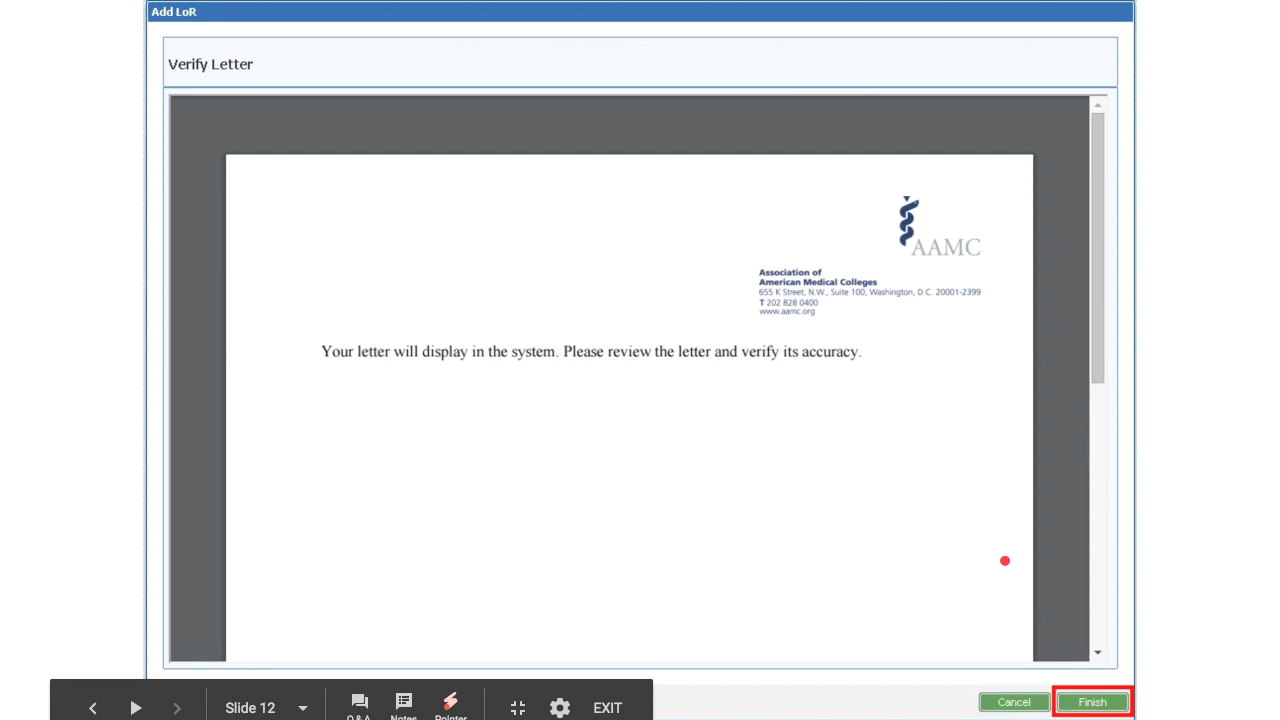 Add LoR
Verify Letter
AAMC
Association of
American Medical Colleges
655 K Street, N.W., Suite 100, Washington, D.C. 20001-2399
T 202 828 0400
www.aamc.org
Your letter will display in the system. Please review the letter and verify its accuracy.
Cancel
Finish
Slide 12
Q&A
Notes
Pointer
EXIT